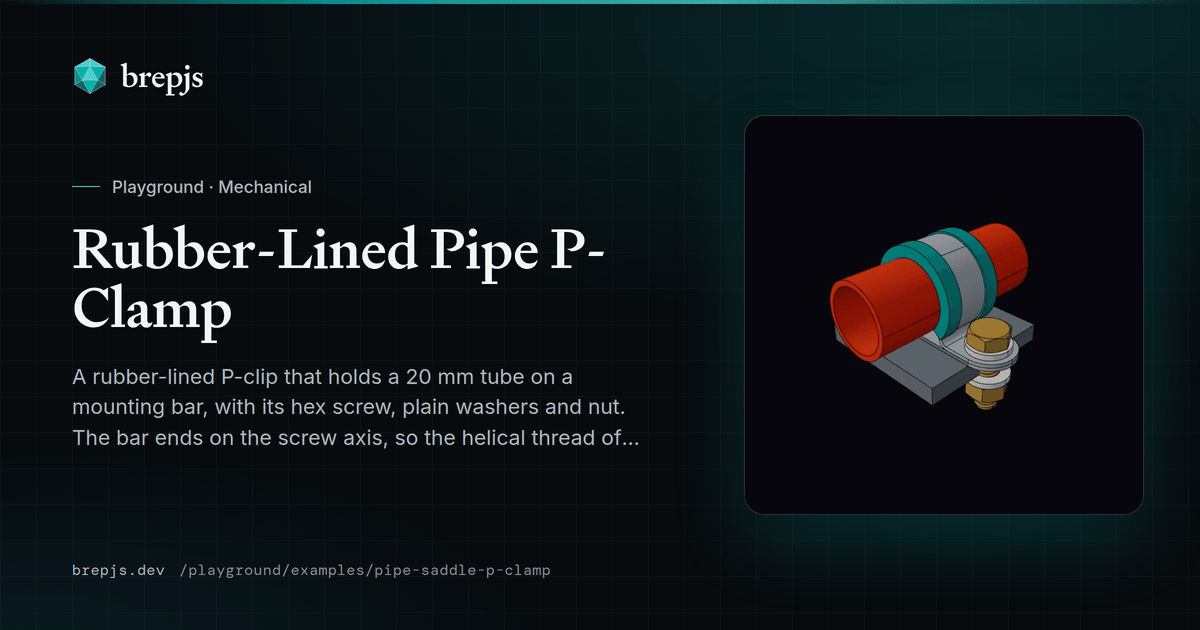 brepjs
Playground · Mechanical
Rubber-Lined Pipe P-
Clamp
A rubber-lined P-clip that holds a 20 mm tube on a
mounting bar, with its hex screw, plain washers and nut.
The bar ends on the screw axis, so the helical thread of...
brepjs.dev /playground/examples/pipe-saddle-p-clamp